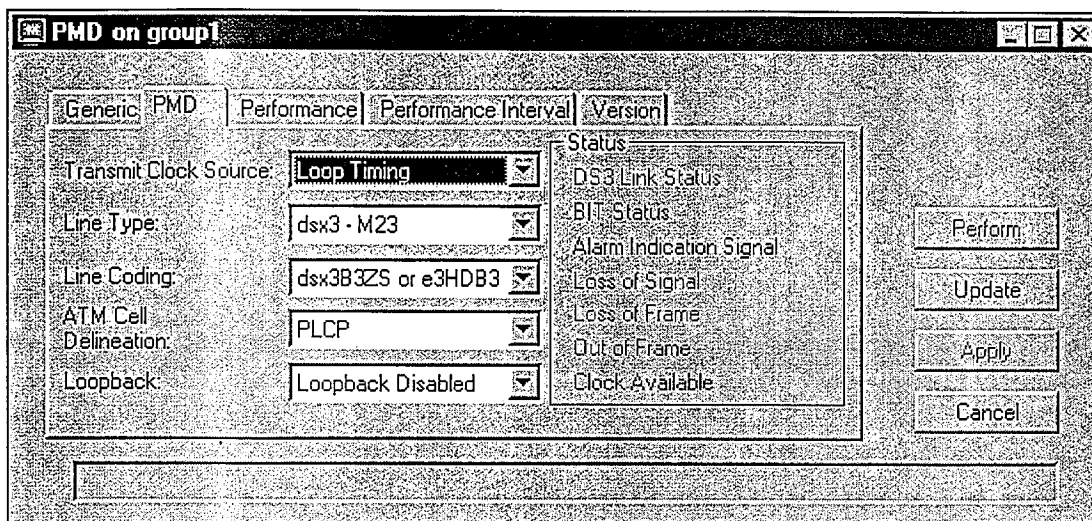 PMD on group1
Generic PMD Performance Performance Interval Version
Transmit Clock Source: Loop Timing
Line Type: dsx3 - M23
Line Coding: dsx3B3ZS or e3HDB3
ATM Cell
Delineation: PLCP
Loopback: Loopback Disabled
Status
DS3 Link Status
BIT Status
Alarm Indication Signal
Loss of Signal
Loss of Frame
Out of Frame
Clock Available
Perform
Update
Apply
Cancel